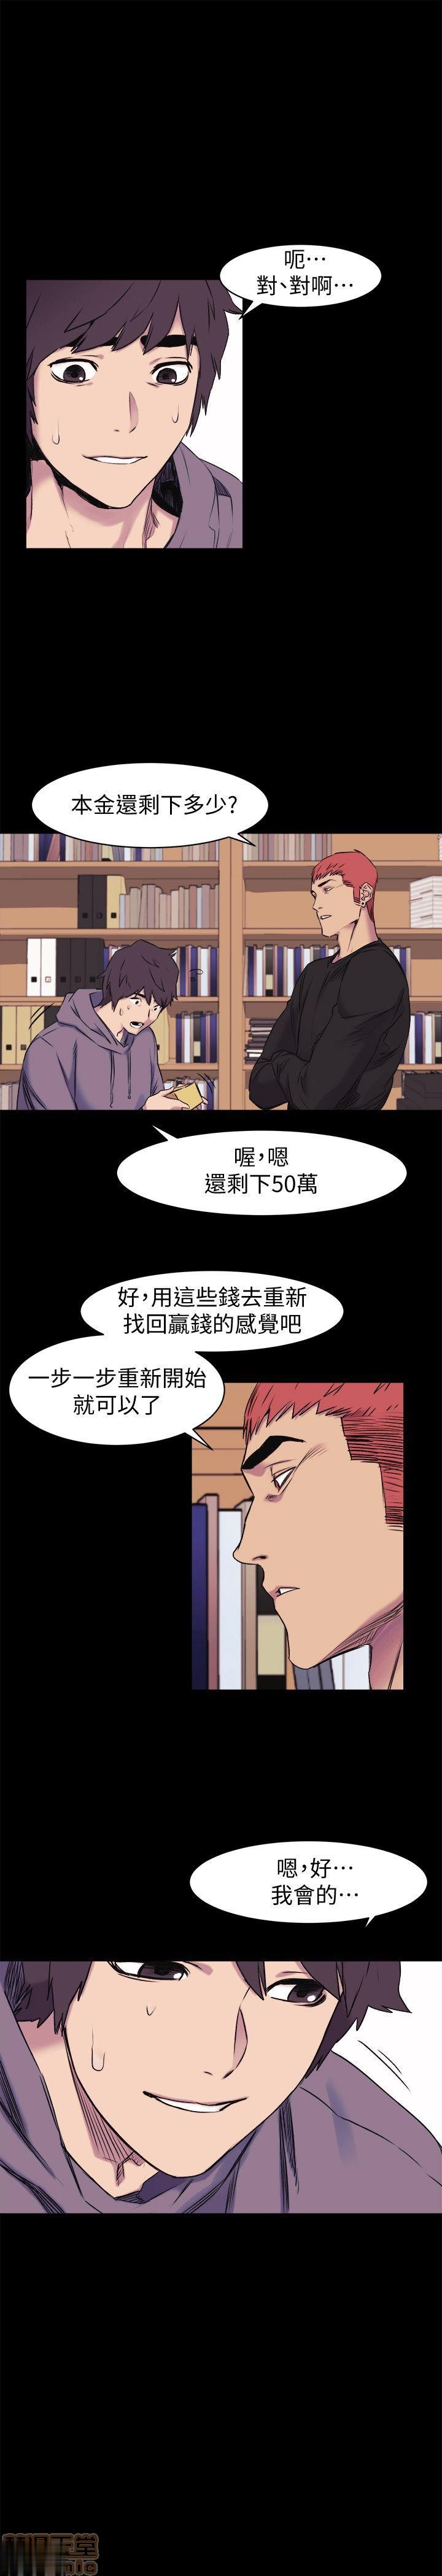 呃⋯
對、對啊⋯
本金還剩下多少?
喔,嗯
還剩下50萬
好,用這些錢去重新
找回贏錢的感覺吧
一步一步重新開始
就可以了
嗯,好⋯
我會的⋯